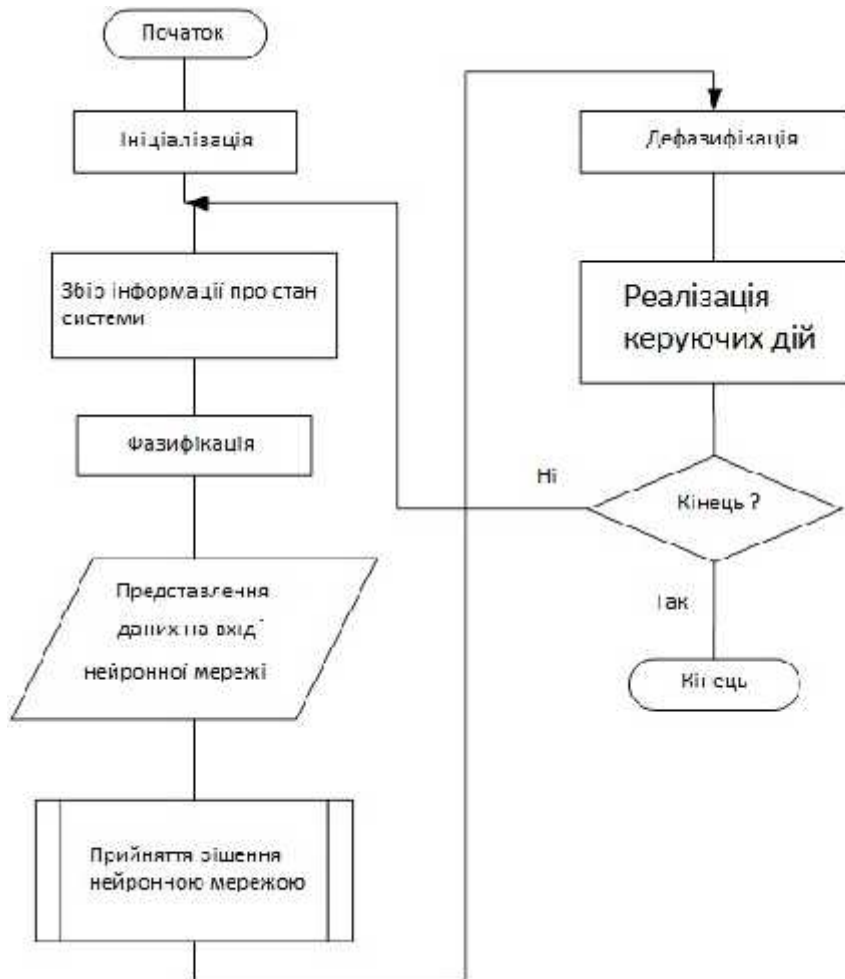 Початок
Ініціалізація
Збір інформації про стан
системи
Фазифікація
Представлення
даних на вхід
нейронної мережі
Прийняття рішення
нейронною мережою
Дефазифікація
Реалізація
керуючих дій
Кінець ?
Ні
Так
Кінець